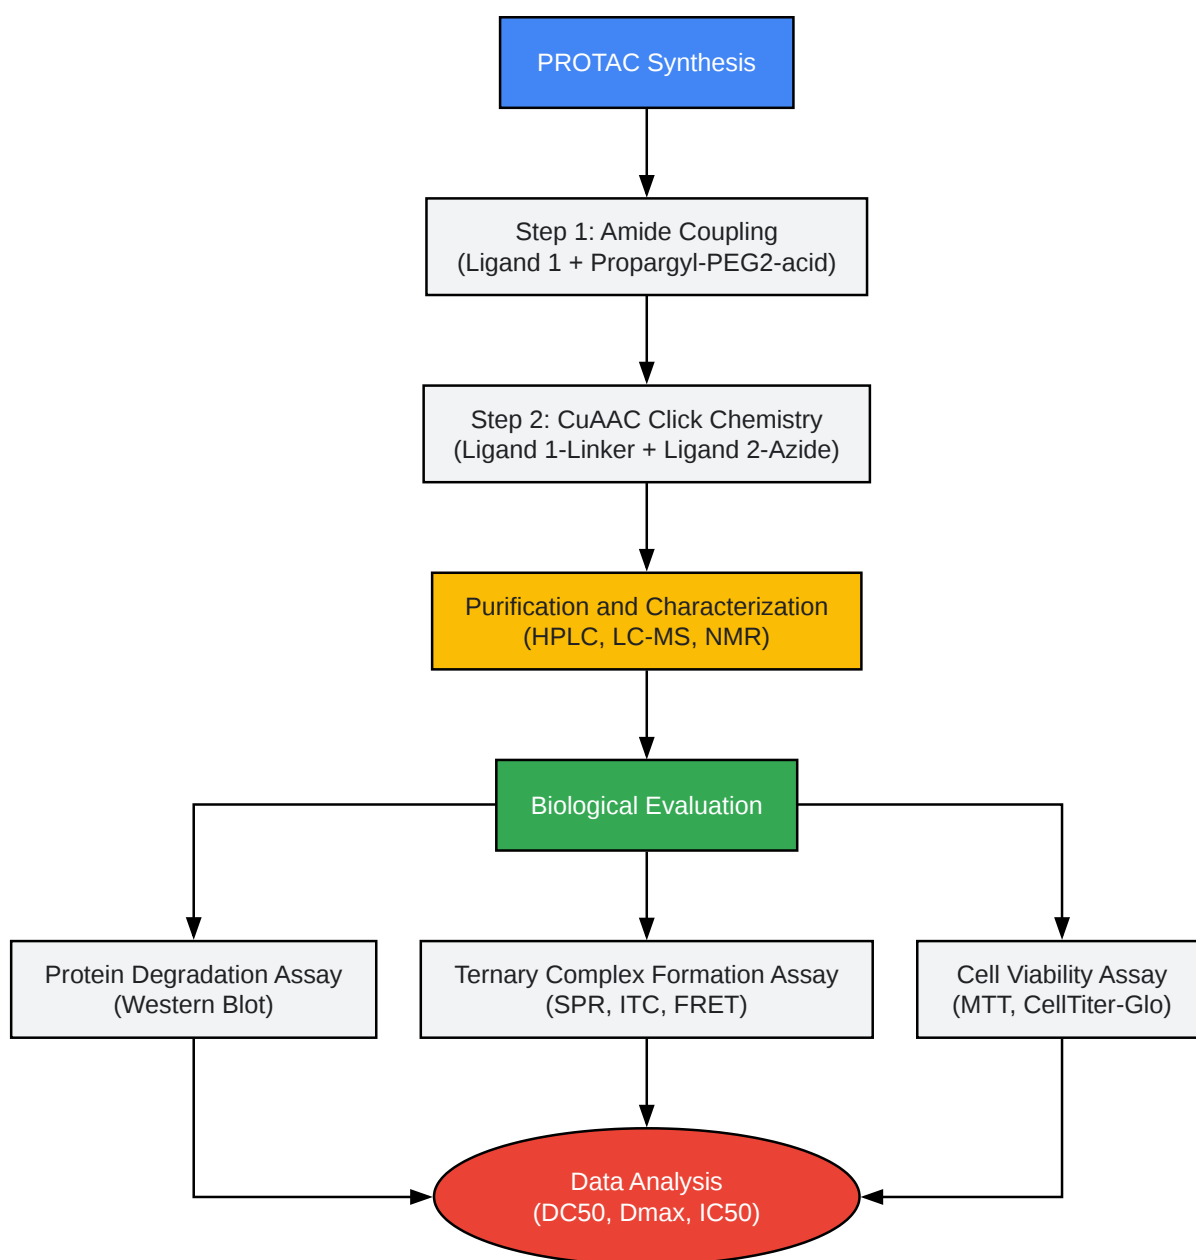 PROTAC Synthesis
Step 1: Amide Coupling
(Ligand 1 + Propargyl-PEG2-acid)
Step 2: CuAAC Click Chemistry
(Ligand 1-Linker + Ligand 2-Azide)
Purification and Characterization
(HPLC, LC-MS, NMR)
Biological Evaluation
Protein Degradation Assay
(Western Blot)
Ternary Complex Formation Assay
(SPR, ITC, FRET)
Cell Viability Assay
(MTT, CellTiter-Glo)
Data Analysis
(DC50, Dmax, IC50)